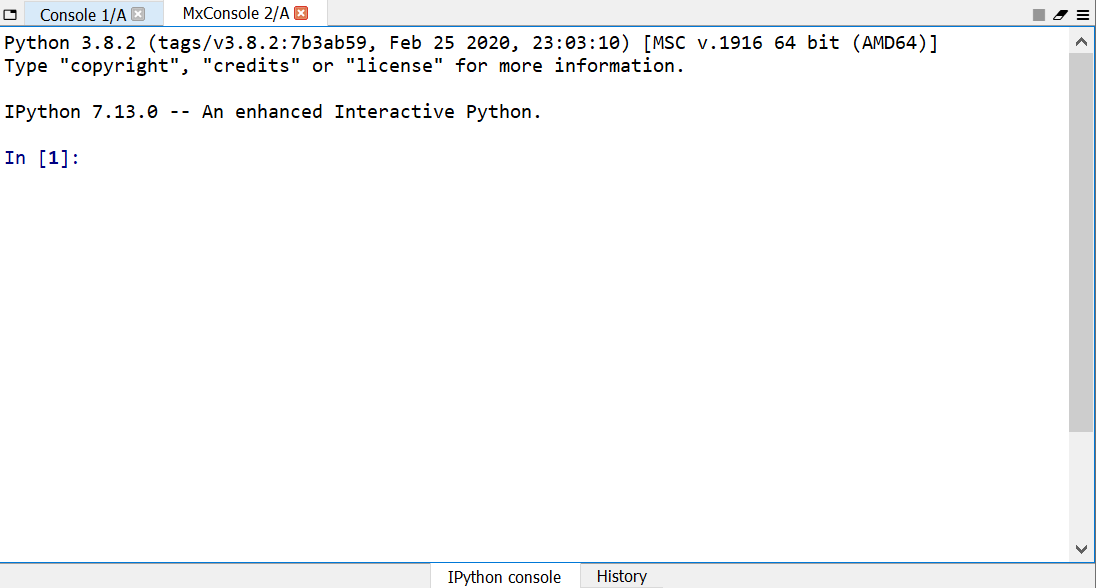 Console 1/A
MxConsole 2/A
Python 3.8.2 (tags/v3.8.2:7b3ab59, Feb 25 2020, 23:03:10) [MSC v.1916 64 bit (AMD64)]
Type "copyright", "credits" or "license" for more information.
IPython 7.13.0 -- An enhanced Interactive Python.
In [1]:
IPython console
History